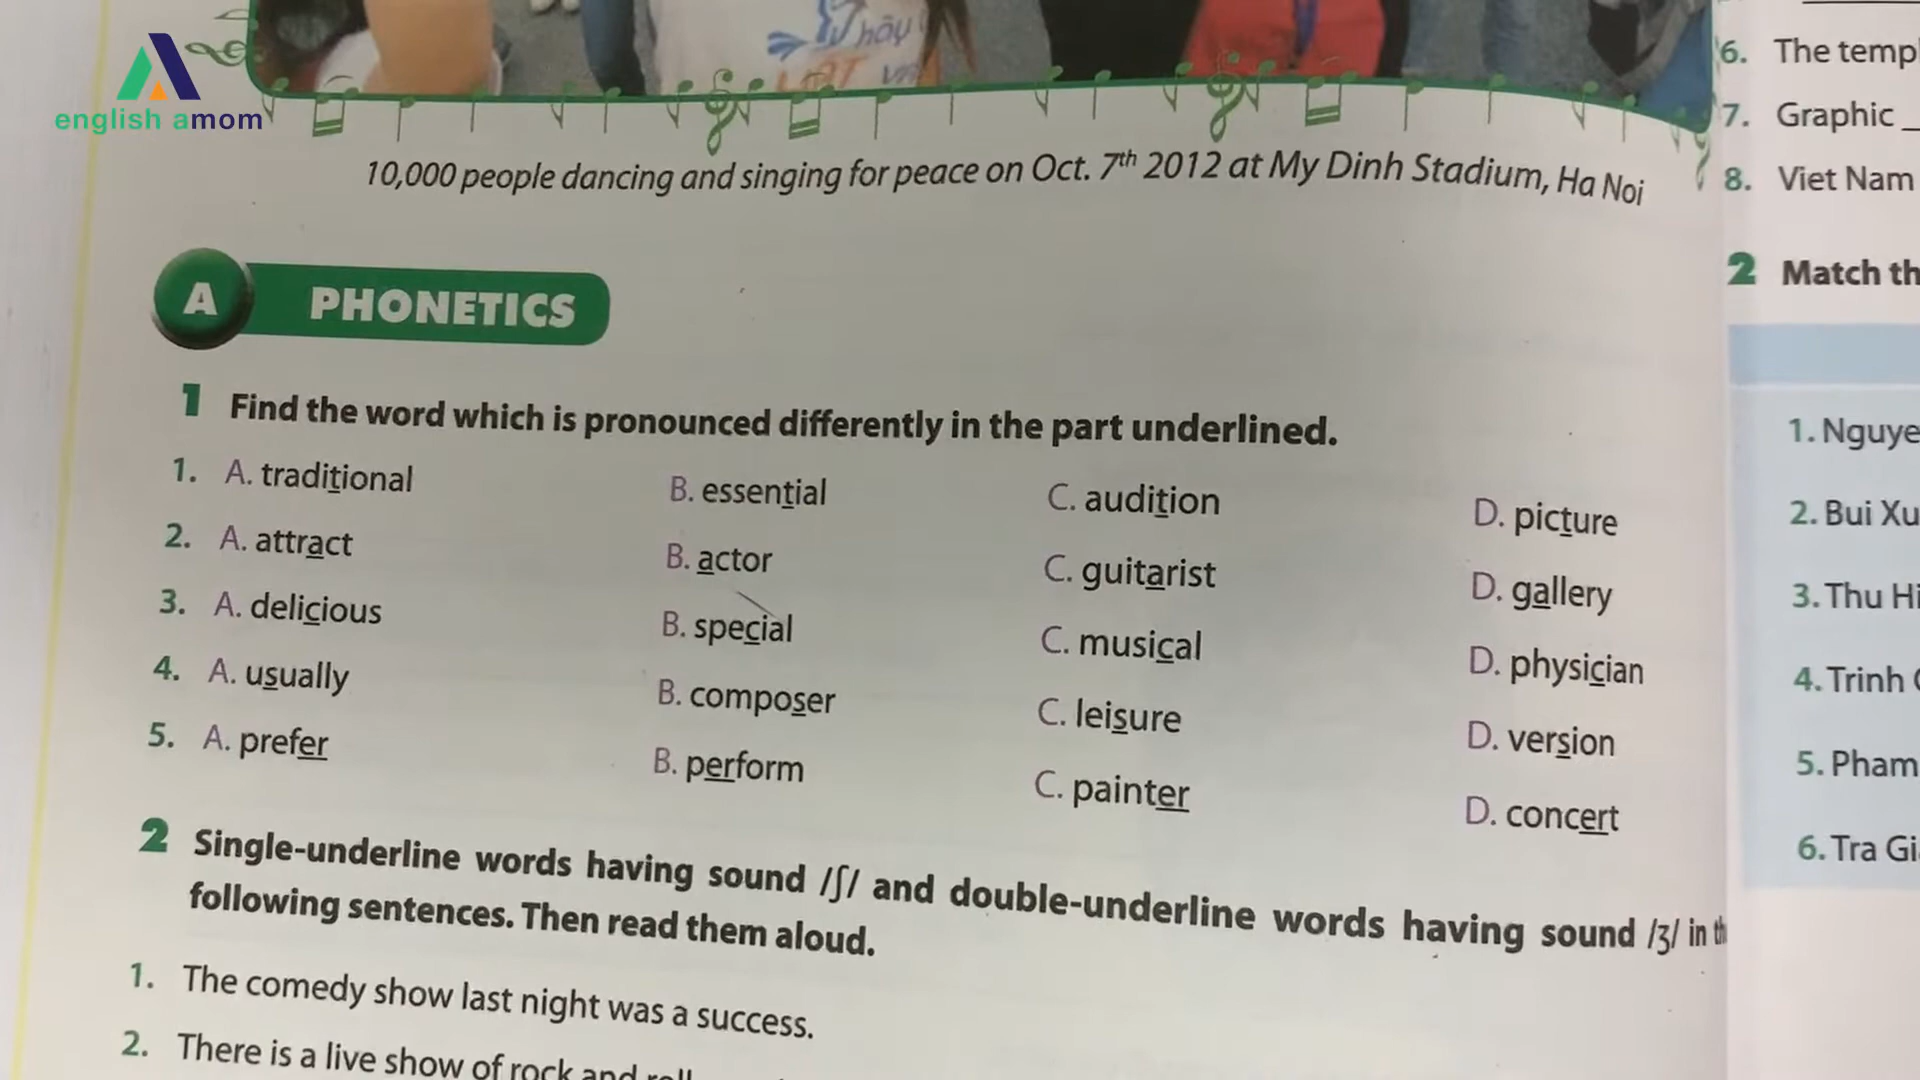 hãy
english amom
10,000 people dancing and singing for peace on Oct. 7th 2012 at My Dinh Stadium, Ha Noi
A PHONETICS
1 Find the word which is pronounced differently in the part underlined.
1. A. traditional B. essential C. audition D. picture
2. A. attract B. actor C. guitarist D. gallery
3. A. delicious B. special C. musical D. physician
4. A. usually B. composer C. leisure D. version
5. A. prefer B. perform C. painter D. concert
2 Single-underline words having sound /ʃ/ and double-underline words having sound /ʒ/ in
following sentences. Then read them aloud.
1. The comedy show last night was a success.
2. There is a live show of rock and roll
6. The temp
7. Graphic
8. Viet Nam
2 Match th
1. Nguye
2. Bui Xu
3. Thu Hi
4. Trinh
5. Pham
6. Tra Gi